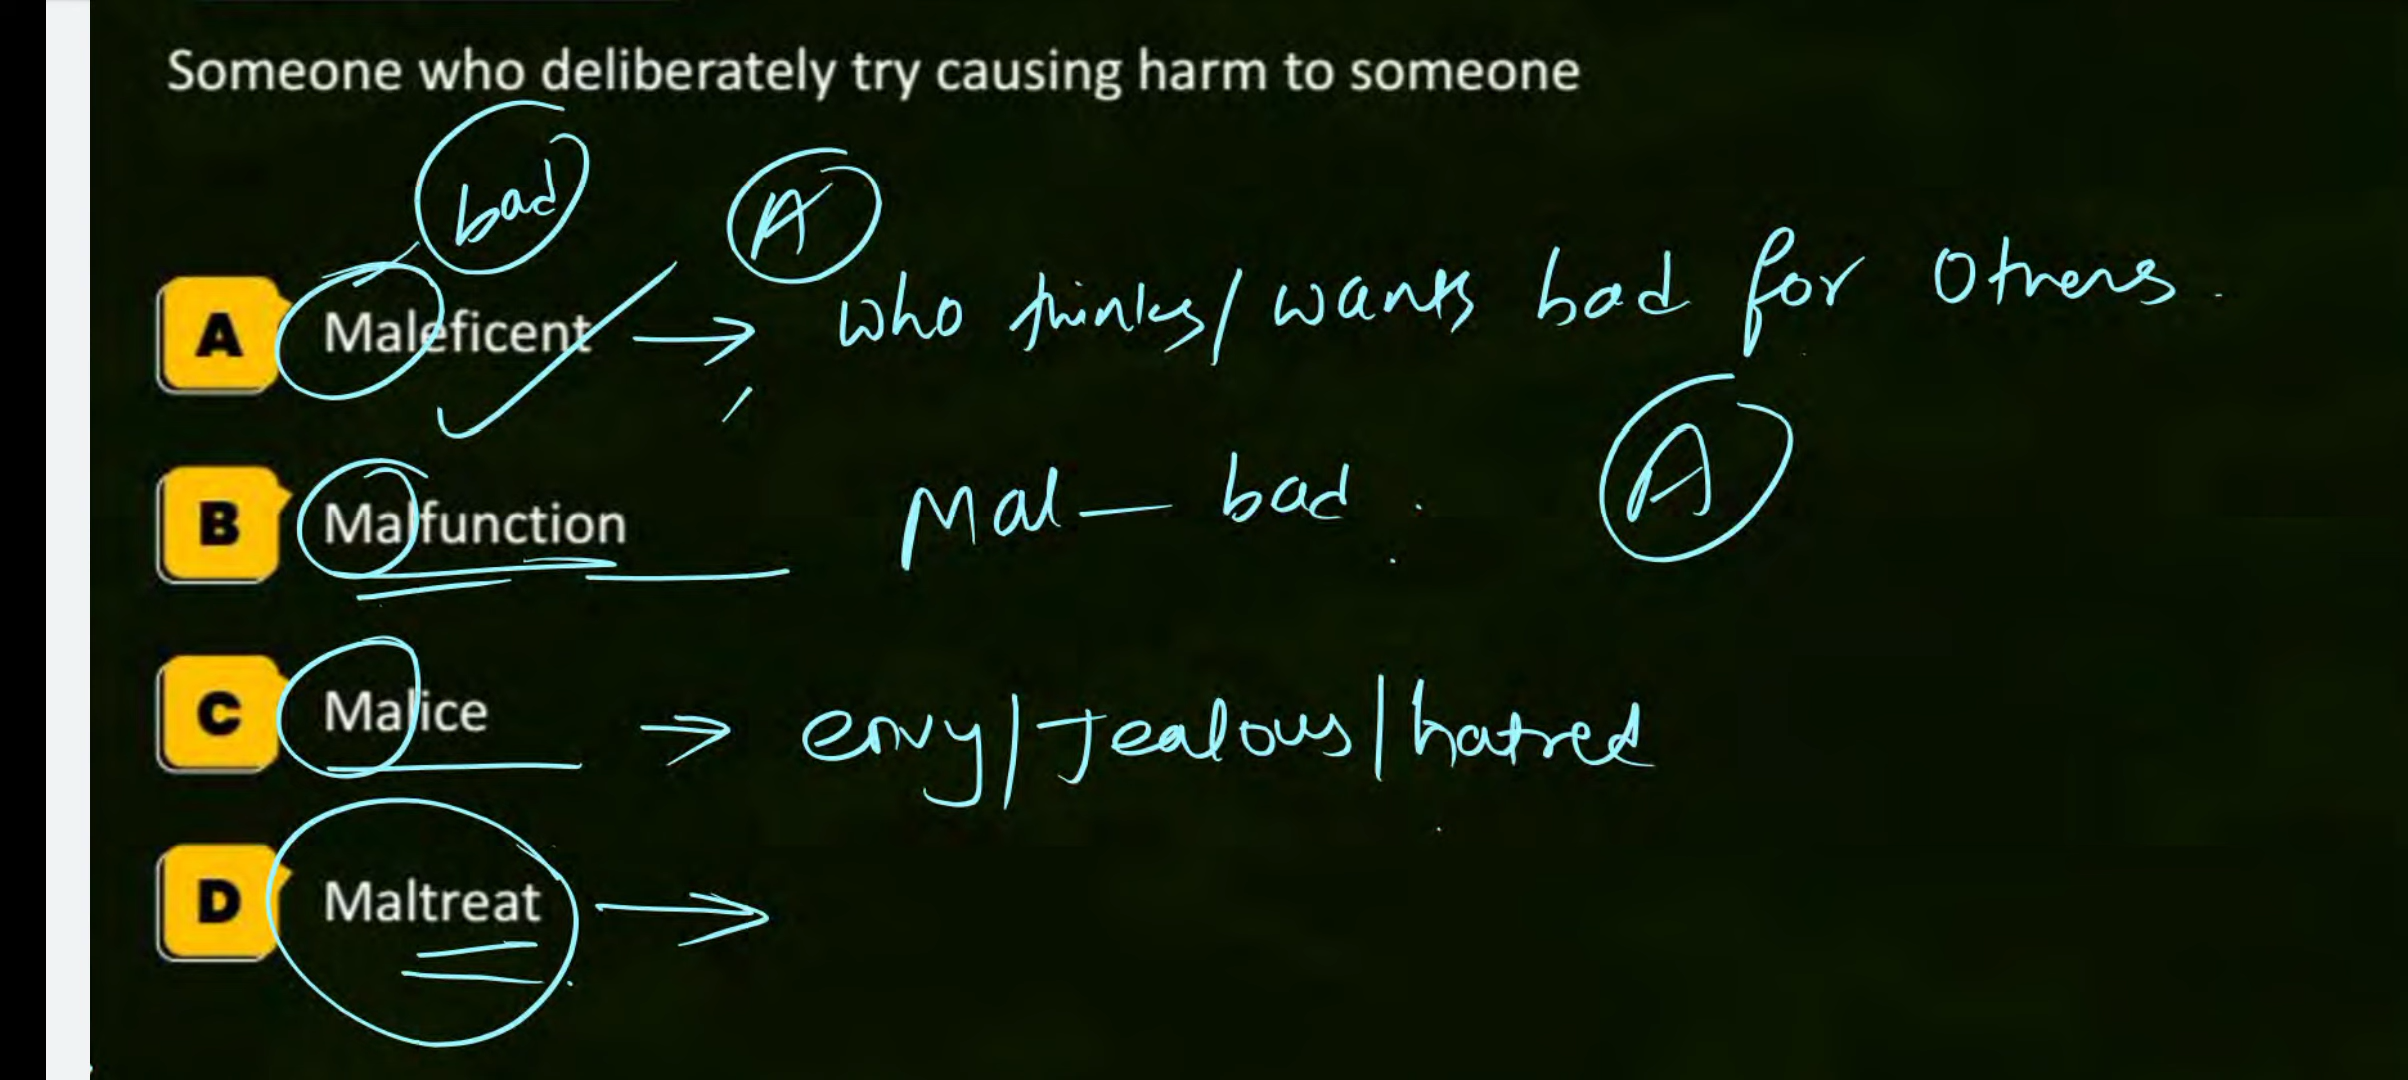 Someone who deliberately try causing harm to someone
bad
A
A Maleficent → who thinks/wants bad for others.
B Malfunction Mal - bad. A
C Malice → envy/Jealous/hatred
D Maltreat →